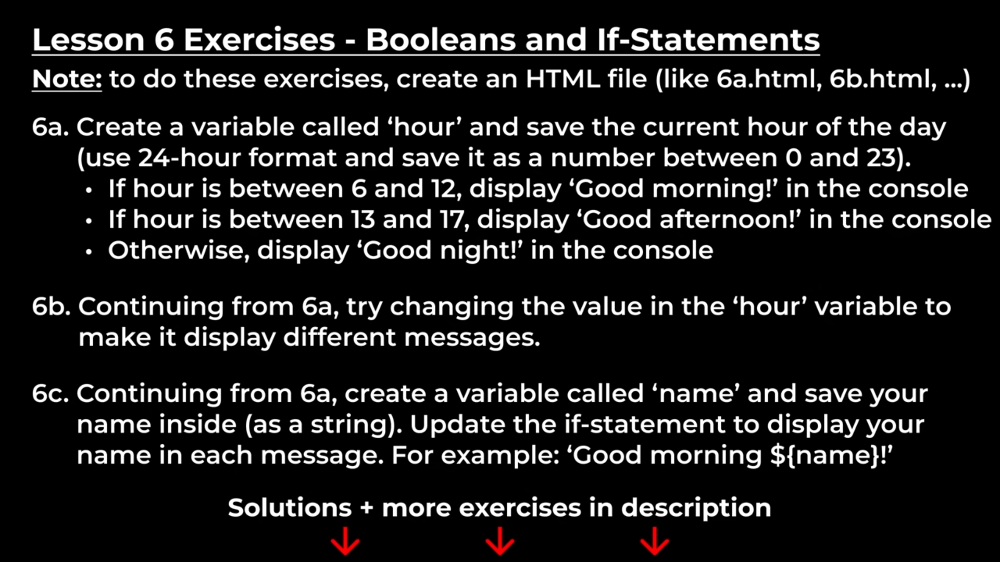 Lesson 6 Exercises - Booleans and If-Statements
Note: to do these exercises, create an HTML file (like 6a.html, 6b.html, ...)
6a. Create a variable called ‘hour’ and save the current hour of the day
(use 24-hour format and save it as a number between 0 and 23).
• If hour is between 6 and 12, display ‘Good morning!’ in the console
• If hour is between 13 and 17, display ‘Good afternoon!’ in the console
• Otherwise, display ‘Good night!’ in the console
6b. Continuing from 6a, try changing the value in the ‘hour’ variable to
make it display different messages.
6c. Continuing from 6a, create a variable called ‘name’ and save your
name inside (as a string). Update the if-statement to display your
name in each message. For example: ‘Good morning ${name}!’
Solutions + more exercises in description